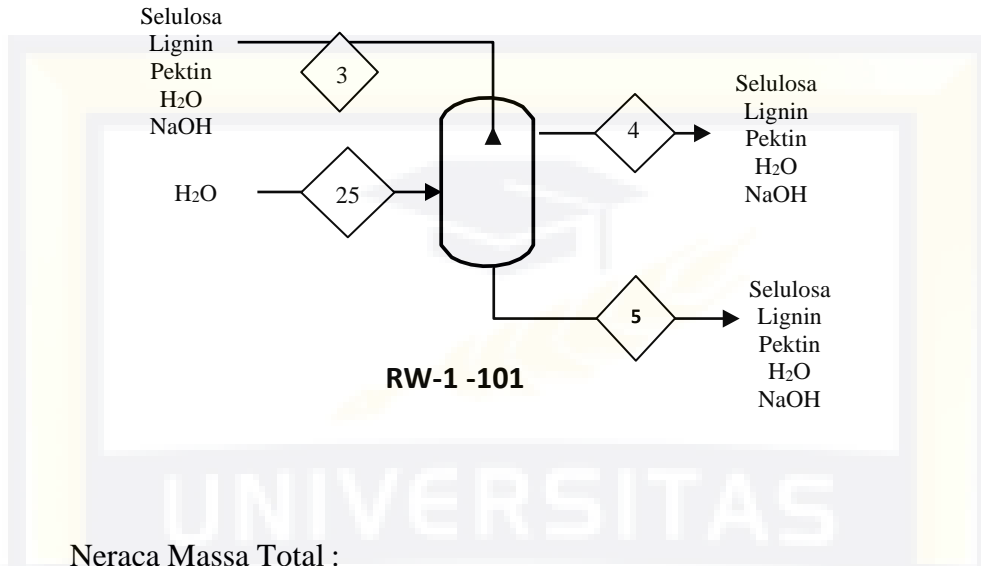 Selulosa
Lignin
Pektin
H2O
NaOH
3
H2O
25
4
Selulosa
Lignin
Pektin
H2O
NaOH
5
Selulosa
Lignin
Pektin
H2O
NaOH
RW-1 -101
UNIVERSITAS
Neraca Massa Total :